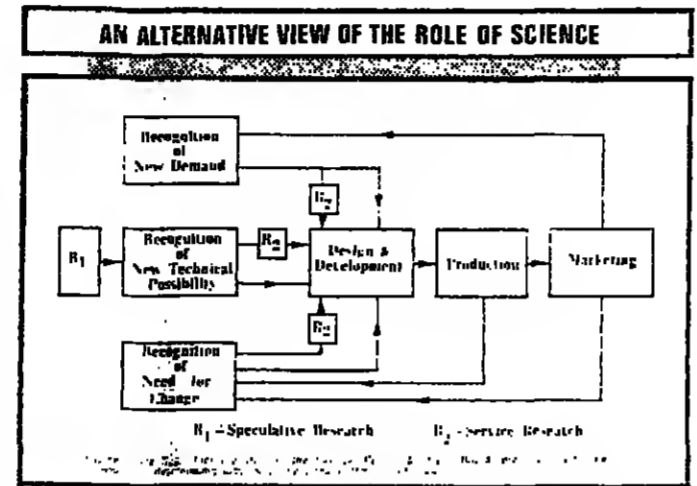 AN ALTERNATIVE VIEW OF THE ROLE OF SCIENCE
Recognition
of
New Demand
R2
R1
Recognition
of
New Technical
Possibility
R2
Design &
Development
Production
Marketing
R2
Recognition
of
Need for
Change
R1 - Speculative Research
R2 - Service Research